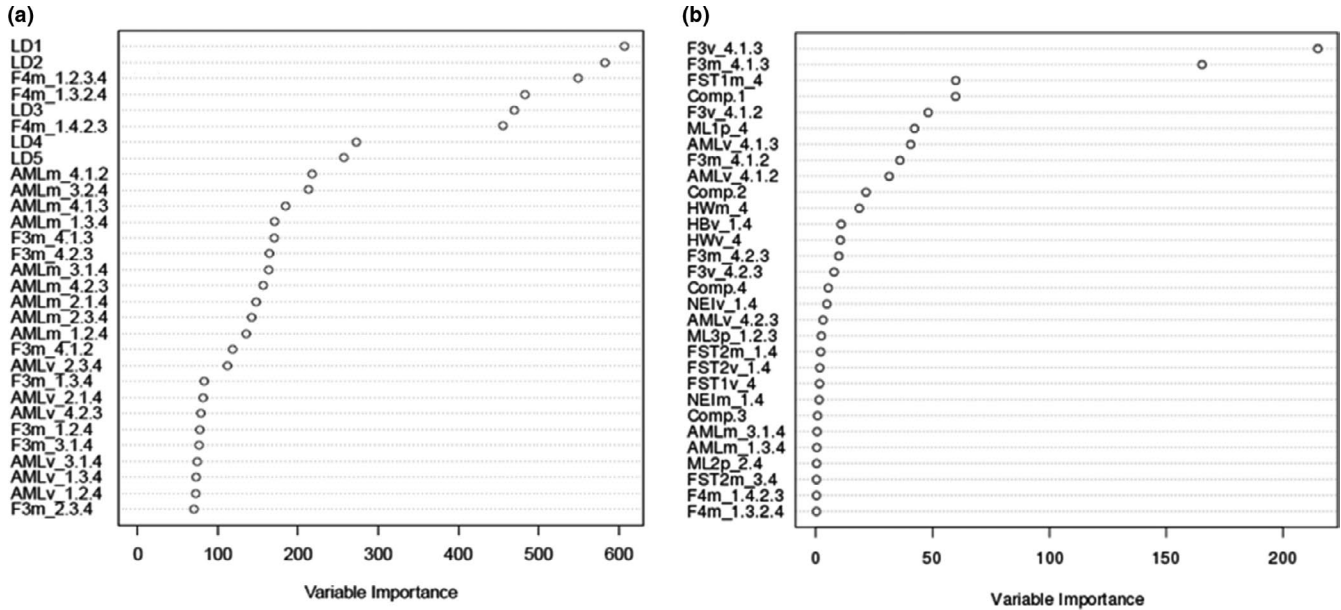 (a)
LD1
LD2
F4m_1.2.3.4
F4m_1.3.2.4
LD3
F4m_1.4.2.3
LD4
LD5
AMLm_4.1.2
AMLm_3.2.4
AMLm_4.1.3
AMLm_1.3.4
F3m_4.1.3
F3m_4.2.3
AMLm_3.1.4
AMLm_4.2.3
AMLm_2.1.4
AMLm_2.3.4
AMLm_1.2.4
F3m_4.1.2
AMLv_2.3.4
F3m_1.3.4
AMLv_2.1.4
AMLv_4.2.3
F3m_1.2.4
F3m_3.1.4
AMLv_3.1.4
AMLv_1.3.4
AMLv_1.2.4
F3m_2.3.4
0 100 200 300 400 500 600
Variable Importance
(b)
F3v_4.1.3
F3m_4.1.3
FST1m_4
Comp.1
F3v_4.1.2
ML1p_4
AMLv_4.1.3
F3m_4.1.2
AMLv_4.1.2
Comp.2
HWm_4
HBv_1.4
HWv_4
F3m_4.2.3
F3v_4.2.3
Comp.4
NEIv_1.4
AMLv_4.2.3
ML3p_1.2.3
FST2m_1.4
FST2v_1.4
FST1v_4
NEIm_1.4
Comp.3
AMLm_3.1.4
AMLm_1.3.4
ML2p_2.4
FST2m_3.4
F4m_1.4.2.3
F4m_1.3.2.4
0 50 100 150 200
Variable Importance